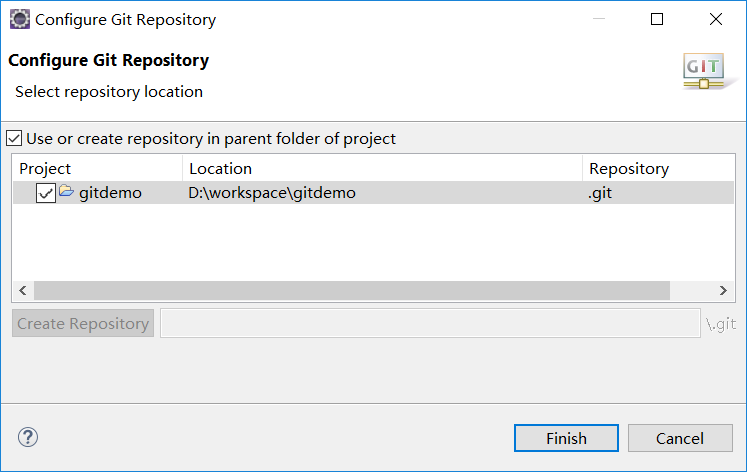 Configure Git Repository
Configure Git Repository
Select repository location
GIT
Use or create repository in parent folder of project
Project Location Repository
gitdemo D:\workspace\gitdemo .git
Create Repository \.git
? Finish Cancel